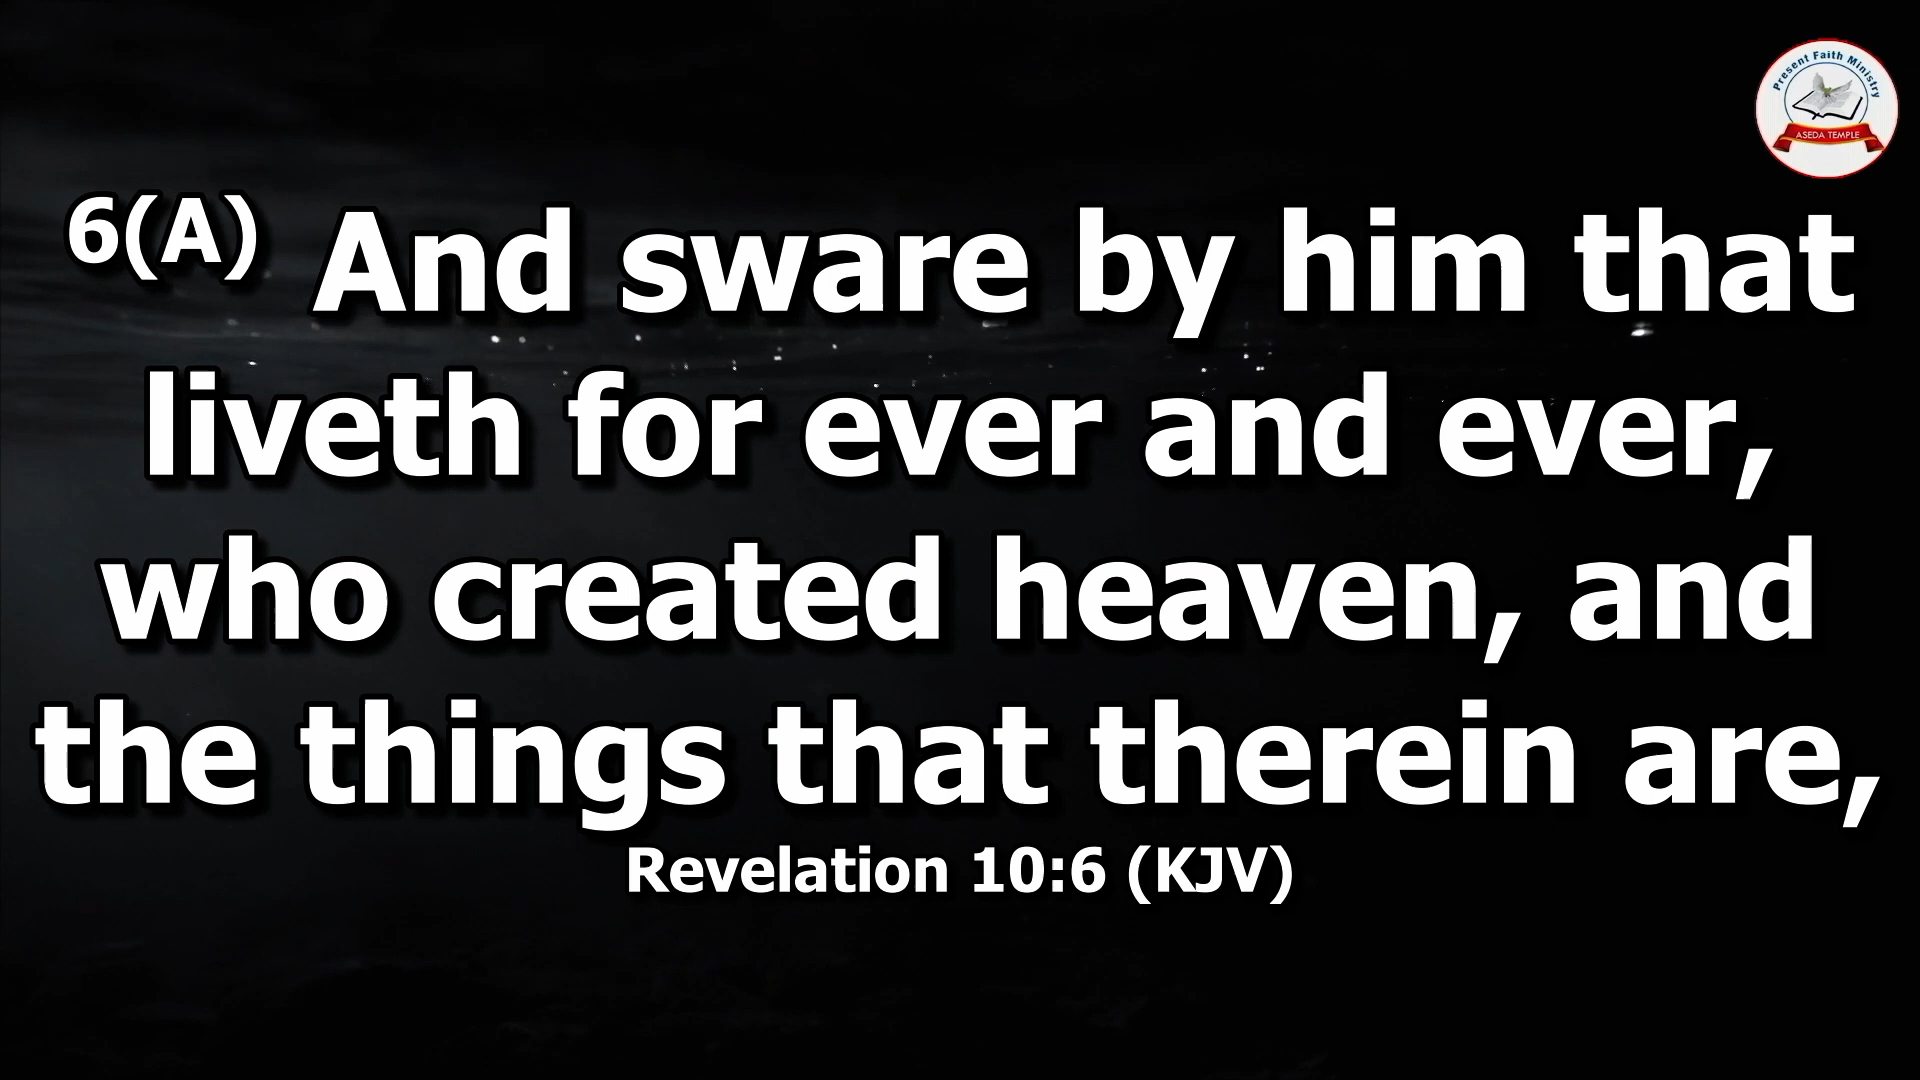 Present Faith Ministry
ASEDA TEMPLE
6(A) And sware by him that
liveth for ever and ever,
who created heaven, and
the things that therein are,
Revelation 10:6 (KJV)